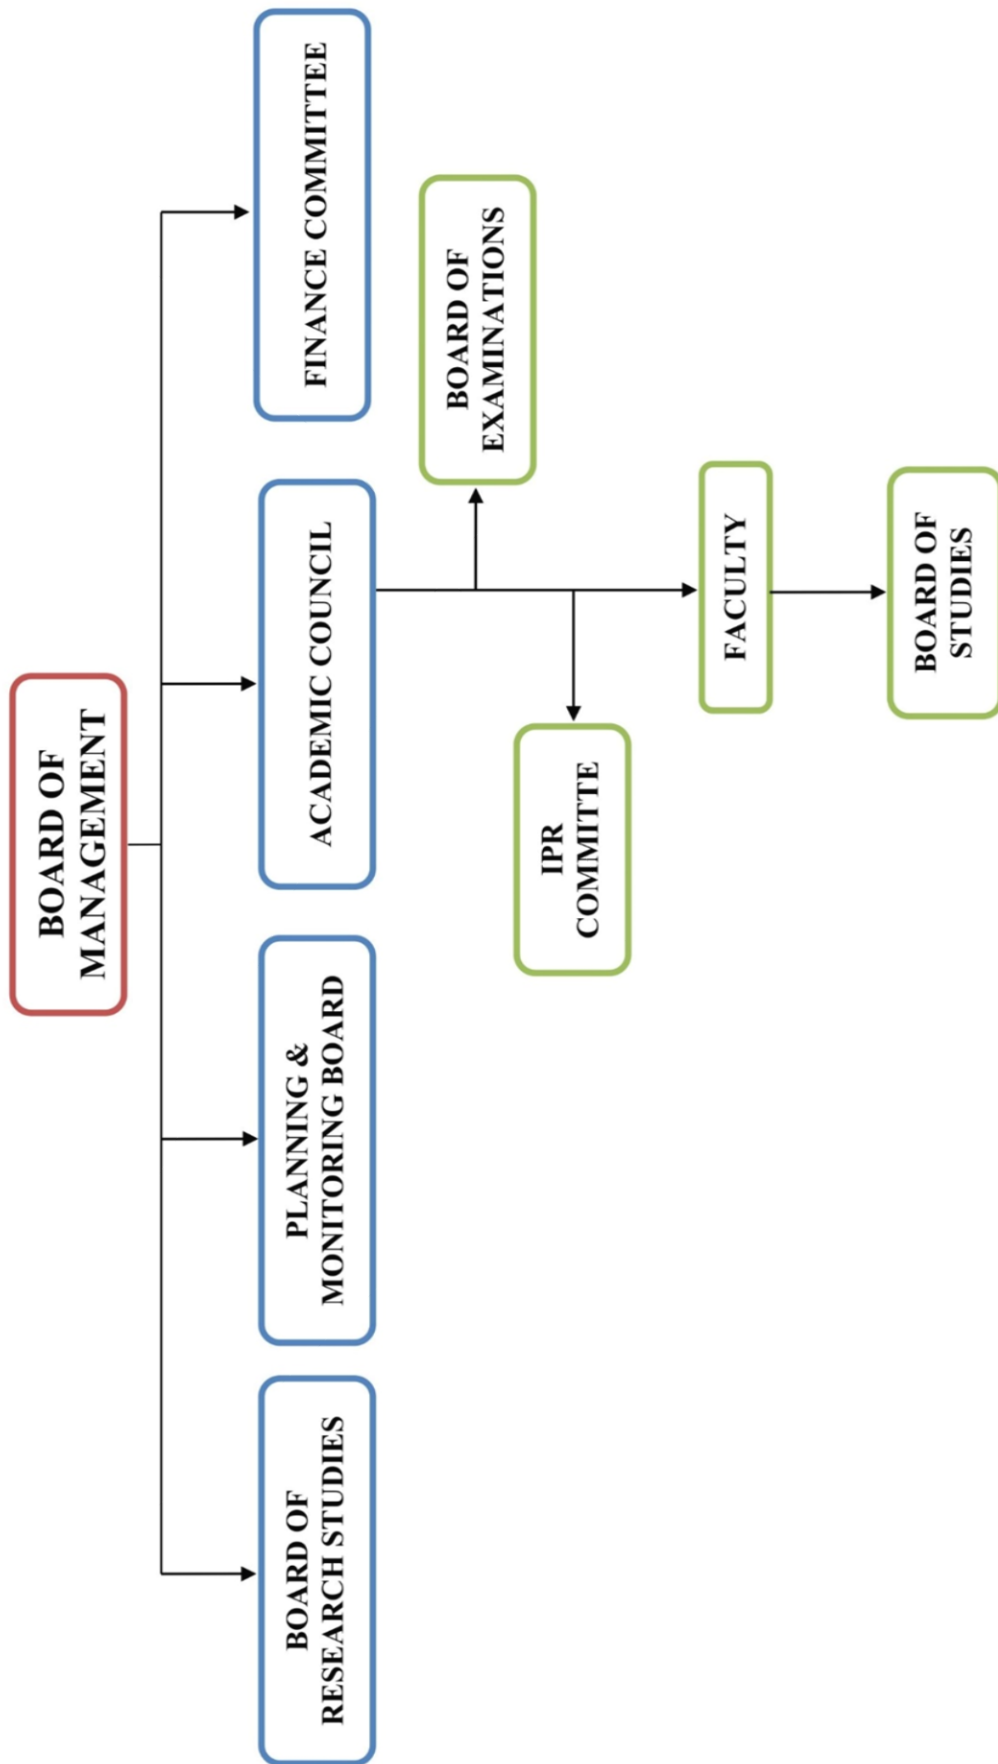 BOARD OF
MANAGEMENT
BOARD OF
RESEARCH STUDIES
PLANNING &
MONITORING BOARD
ACADEMIC COUNCIL
FINANCE COMMITTEE
BOARD OF
EXAMINATIONS
IPR
COMMITTE
FACULTY
BOARD OF
STUDIES